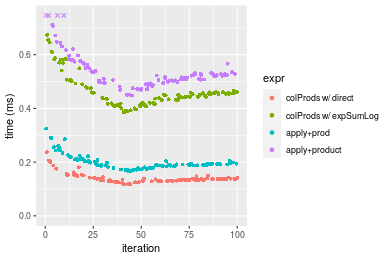 time (ms)
0.6
0.4
0.2
0.0
0
25
50
75
100
iteration
expr
colProds w/ direct
colProds w/ expSumLog
apply+prod
apply+product